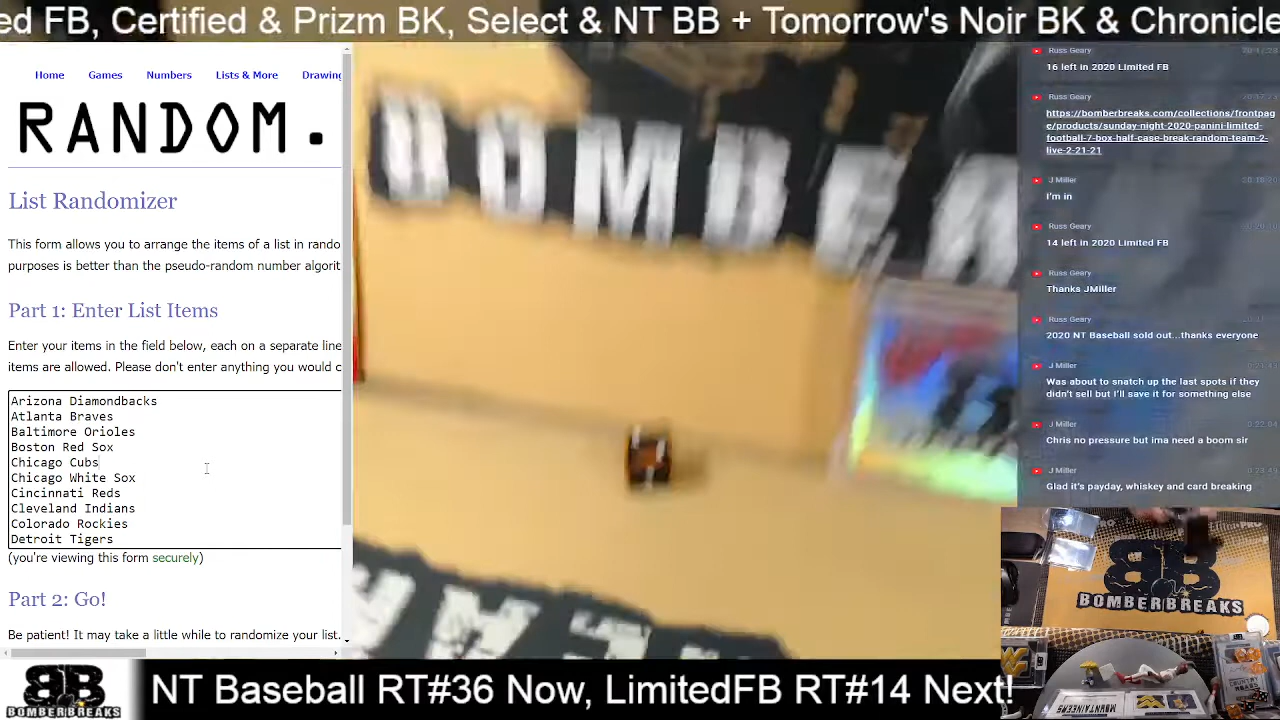 ed FB, Certified & Prizm BK, Select & NT BB + Tomorrow's Noir BK & Chronicle
Home Games Numbers Lists & More Drawing
RANDOM.
List Randomizer
This form allows you to arrange the items of a list in rando
purposes is better than the pseudo-random number algorit
Part 1: Enter List Items
Enter your items in the field below, each on a separate line
items are allowed. Please don't enter anything you would c
Arizona Diamondbacks
Atlanta Braves
Baltimore Orioles
Boston Red Sox
Chicago Cubs
Chicago White Sox
Cincinnati Reds
Cleveland Indians
Colorado Rockies
Detroit Tigers
(you're viewing this form securely)
Part 2: Go!
Be patient! It may take a little while to randomize your list.
BOMBER
Russ Geary
16 left in 2020 Limited FB
Russ Geary
https://bomberbreaks.com/collections/frontpag
e/products/sunday-night-2020-panini-limited-
football-7-box-half-case-break-random-team-2-
live-2-21-21
J Miller
I'm in
Russ Geary
14 left in 2020 Limited FB
Russ Geary
Thanks JMiller
Russ Geary
2020 NT Baseball sold out...thanks everyone
J Miller
Was about to snatch up the last spots if they
didn't sell but I'll save it for something else
J Miller
Chris no pressure but ima need a boom sir
J Miller
Glad it's payday, whiskey and card breaking
BB
BOMBERBREAKS
MOUNTAINEERS
BB
BOMBERBREAKS
NT Baseball RT#36 Now, LimitedFB RT#14 Next!